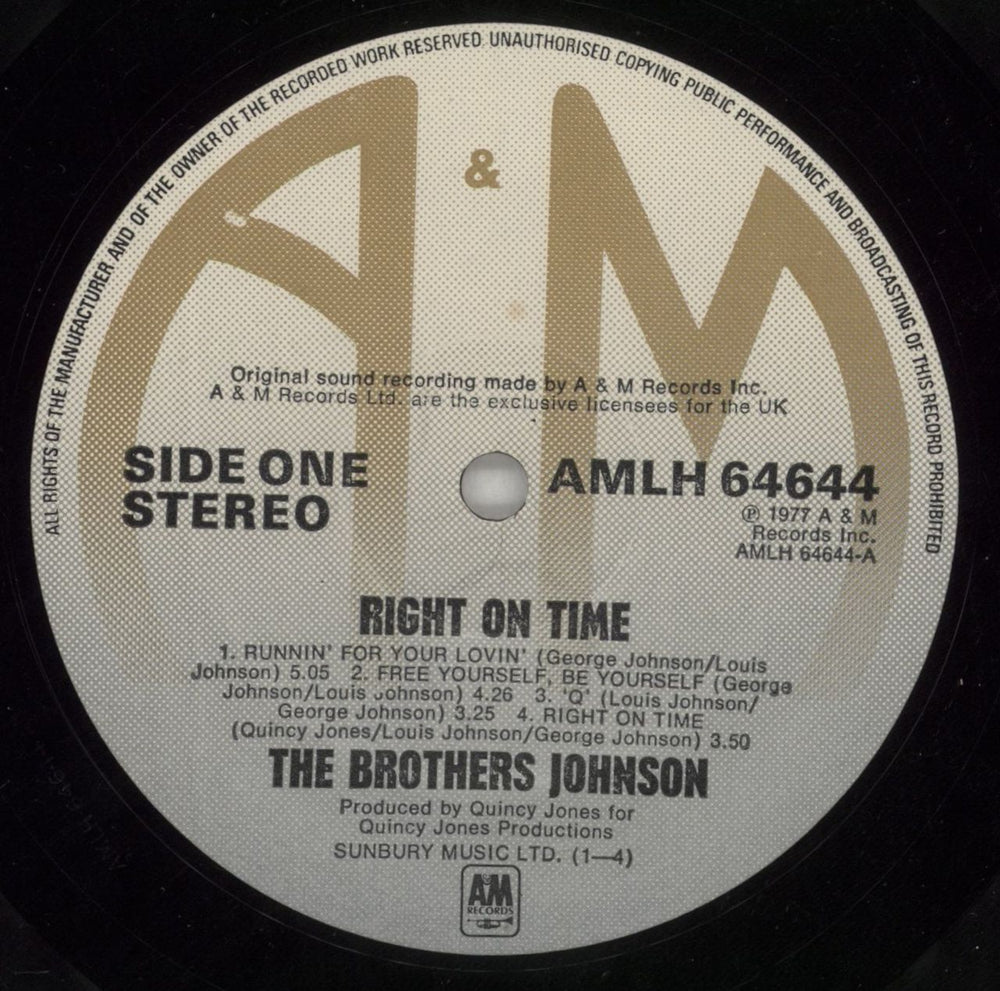 ALL RIGHTS OF THE MANUFACTURER AND OF THE OWNER OF THE RECORDED WORK RESERVED UNAUTHORISED COPYING PUBLIC PERFORMANCE AND BROADCASTING OF THIS RECORD PROHIBITED
A & M
Original sound recording made by A & M Records Inc.
A & M Records Ltd. are the exclusive licensees for the UK
SIDE ONE
STEREO
AMLH 64644
℗ 1977 A & M
Records Inc.
AMLH 64644-A
RIGHT ON TIME
1. RUNNIN' FOR YOUR LOVIN' (George Johnson/Louis
Johnson) 5.05 2. FREE YOURSELF, BE YOURSELF (George
Johnson/Louis Johnson) 4.26 3. 'Q' (Louis Johnson/
George Johnson) 3.25 4. RIGHT ON TIME
(Quincy Jones/Louis Johnson/George Johnson) 3.50
THE BROTHERS JOHNSON
Produced by Quincy Jones for
Quincy Jones Productions
SUNBURY MUSIC LTD. (1—4)
A&M
RECORDS